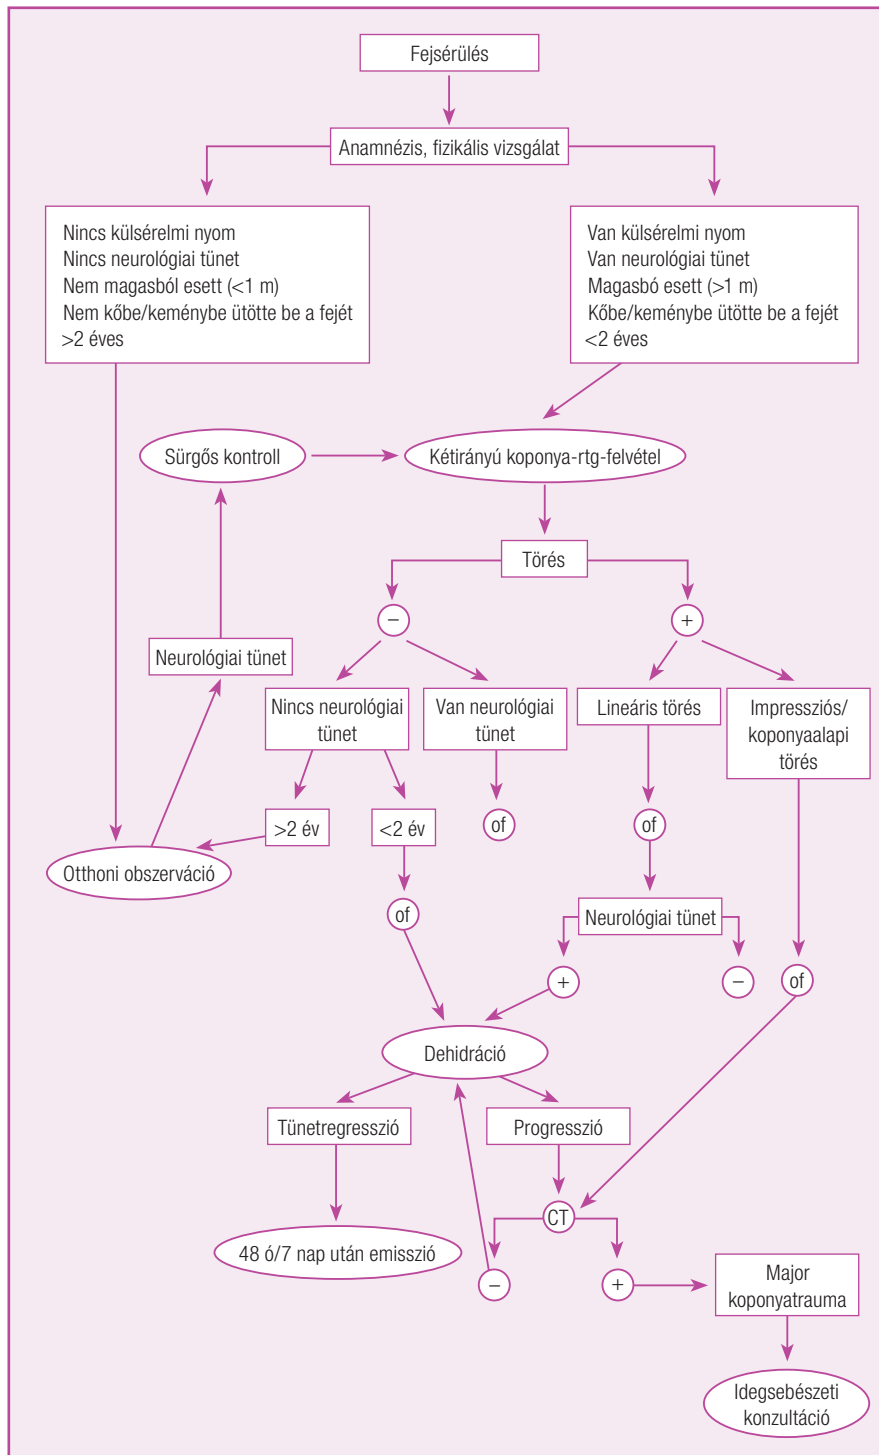 Fejsérülés
Anamnézis, fizikális vizsgálat
Nincs külsérelmi nyom
Nincs neurológiai tünet
Nem magasból esett (<1 m)
Nem kőbe/keménybe ütötte be a fejét
>2 éves
Van külsérelmi nyom
Van neurológiai tünet
Magasbó esett (>1 m)
Kőbe/keménybe ütötte be a fejét
<2 éves
Sürgős kontroll
Kétirányú koponya-rtg-felvétel
Törés
–
+
Neurológiai tünet
Nincs neurológiai
tünet
Van neurológiai
tünet
Lineáris törés
Impressziós/
koponyaalapi
törés
>2 év
<2 év
of
of
Otthoni obszerváció
of
Neurológiai tünet
+
–
of
Dehidráció
Tünetregresszió
Progresszió
CT
48 ó/7 nap után emisszió
–
+
Major
koponyatrauma
Idegsebészeti
konzultáció